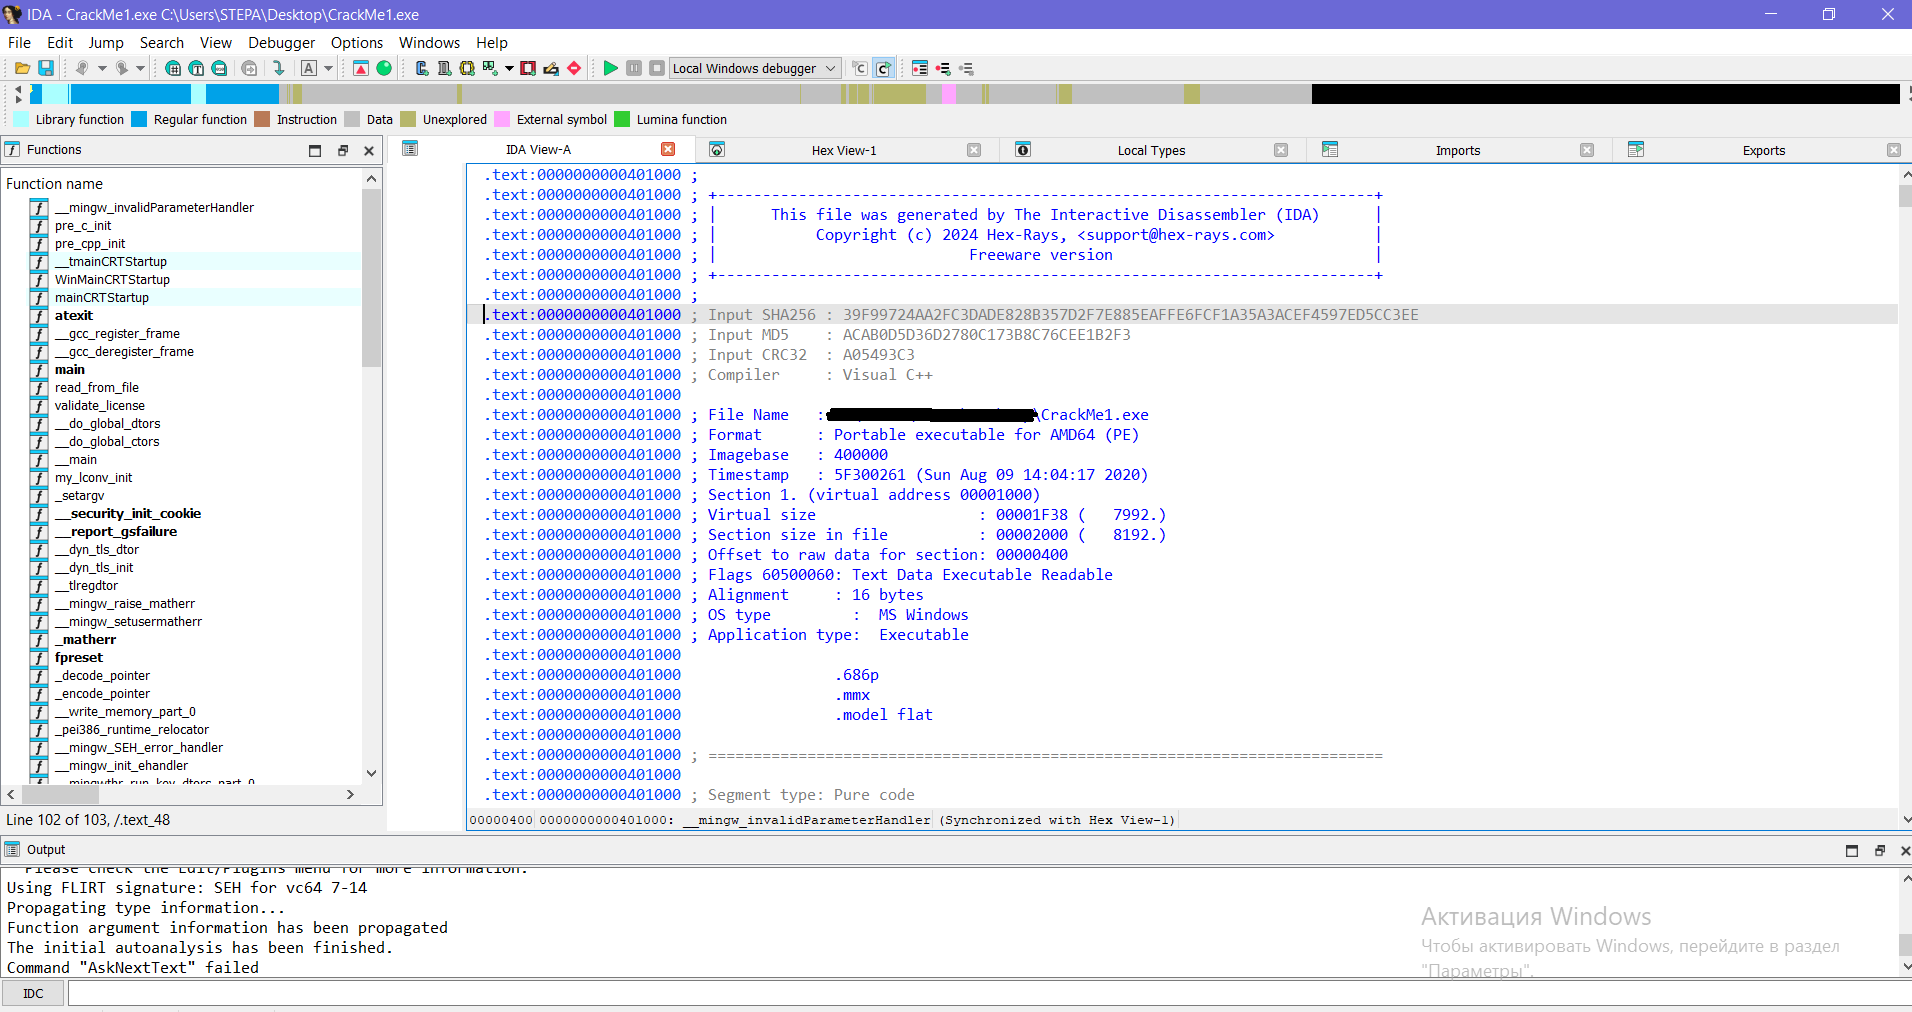 IDA - CrackMe1.exe C:\Users\STEPA\Desktop\CrackMe1.exe
File Edit Jump Search View Debugger Options Windows Help
Local Windows debugger
Library function Regular function Instruction Data Unexplored External symbol Lumina function
Functions
IDA View-A Hex View-1 Local Types Imports Exports
Function name
__mingw_invalidParameterHandler
pre_c_init
pre_cpp_init
__tmainCRTStartup
WinMainCRTStartup
mainCRTStartup
atexit
__gcc_register_frame
__gcc_deregister_frame
main
read_from_file
validate_license
__do_global_dtors
__do_global_ctors
__main
my_lconv_init
_setargv
__security_init_cookie
__report_gsfailure
__dyn_tls_dtor
__dyn_tls_init
__tlregdtor
__mingw_raise_matherr
__mingw_setusermatherr
_matherr
fpreset
_decode_pointer
_encode_pointer
__write_memory_part_0
_pei386_runtime_relocator
__mingw_SEH_error_handler
__mingw_init_ehandler
__mingwthr_run_key_dtors_part_0
Line 102 of 103, /.text_48
.text:0000000000401000 ;
.text:0000000000401000 ; +-------------------------------------------------------------------------+
.text:0000000000401000 ; | This file was generated by The Interactive Disassembler (IDA) |
.text:0000000000401000 ; | Copyright (c) 2024 Hex-Rays, <support@hex-rays.com> |
.text:0000000000401000 ; | Freeware version |
.text:0000000000401000 ; +-------------------------------------------------------------------------+
.text:0000000000401000 ;
.text:0000000000401000 ; Input SHA256 : 39F99724AA2FC3DADE828B357D2F7E885EAFFE6FCF1A35A3ACEF4597ED5CC3EE
.text:0000000000401000 ; Input MD5 : ACAB0D5D36D2780C173B8C76CEE1B2F3
.text:0000000000401000 ; Input CRC32 : A05493C3
.text:0000000000401000 ; Compiler : Visual C++
.text:0000000000401000
.text:0000000000401000 ; File Name : \CrackMe1.exe
.text:0000000000401000 ; Format : Portable executable for AMD64 (PE)
.text:0000000000401000 ; Imagebase : 400000
.text:0000000000401000 ; Timestamp : 5F300261 (Sun Aug 09 14:04:17 2020)
.text:0000000000401000 ; Section 1. (virtual address 00001000)
.text:0000000000401000 ; Virtual size : 00001F38 ( 7992.)
.text:0000000000401000 ; Section size in file : 00002000 ( 8192.)
.text:0000000000401000 ; Offset to raw data for section: 00000400
.text:0000000000401000 ; Flags 60500060: Text Data Executable Readable
.text:0000000000401000 ; Alignment : 16 bytes
.text:0000000000401000 ; OS type : MS Windows
.text:0000000000401000 ; Application type: Executable
.text:0000000000401000
.text:0000000000401000 .686p
.text:0000000000401000 .mmx
.text:0000000000401000 .model flat
.text:0000000000401000
.text:0000000000401000 ; ===========================================================================
.text:0000000000401000
.text:0000000000401000 ; Segment type: Pure code
00000400 0000000000401000: __mingw_invalidParameterHandler (Synchronized with Hex View-1)
Output
Please check the Edit/Plugins menu for more information.
Using FLIRT signature: SEH for vc64 7-14
Propagating type information...
Function argument information has been propagated
The initial autoanalysis has been finished.
Command "AskNextText" failed
IDC
Активация Windows
Чтобы активировать Windows, перейдите в раздел
"Параметры".